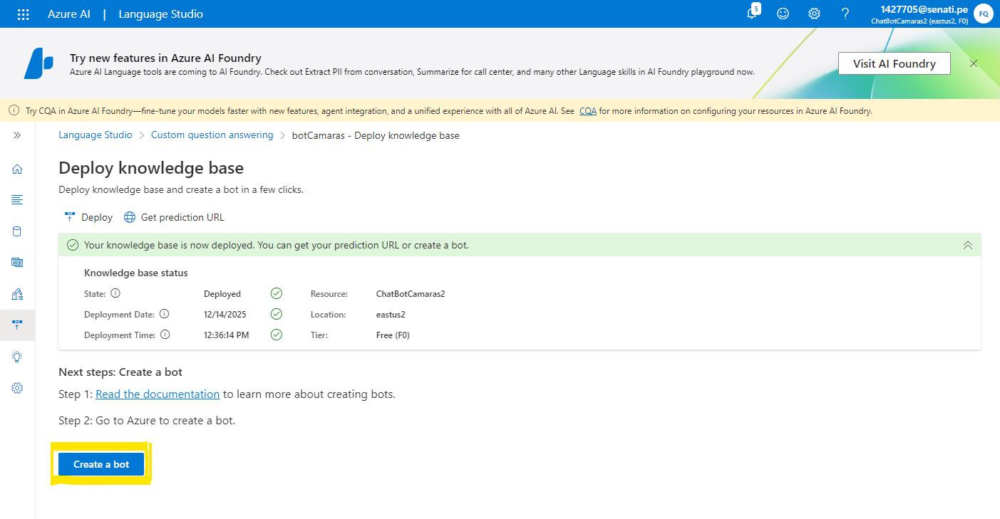 Azure AI | Language Studio
5
?
1427705@senati.pe
ChatBotCamaras2 (eastus2, F0)
FQ
Try new features in Azure AI Foundry
Azure AI Language tools are coming to AI Foundry. Check out Extract PII from conversation, Summarize for call center, and many other Language skills in AI Foundry playground now.
Visit AI Foundry
Try CQA in Azure AI Foundry—fine-tune your models faster with new features, agent integration, and a unified experience with all of Azure AI. See CQA for more information on configuring your resources in Azure AI Foundry.
Language Studio > Custom question answering > botCamaras - Deploy knowledge base
Deploy knowledge base
Deploy knowledge base and create a bot in a few clicks.
Deploy Get prediction URL
Your knowledge base is now deployed. You can get your prediction URL or create a bot.
Knowledge base status
State: Deployed Resource: ChatBotCamaras2
Deployment Date: 12/14/2025 Location: eastus2
Deployment Time: 12:36:14 PM Tier: Free (F0)
Next steps: Create a bot
Step 1: Read the documentation to learn more about creating bots.
Step 2: Go to Azure to create a bot.
Create a bot